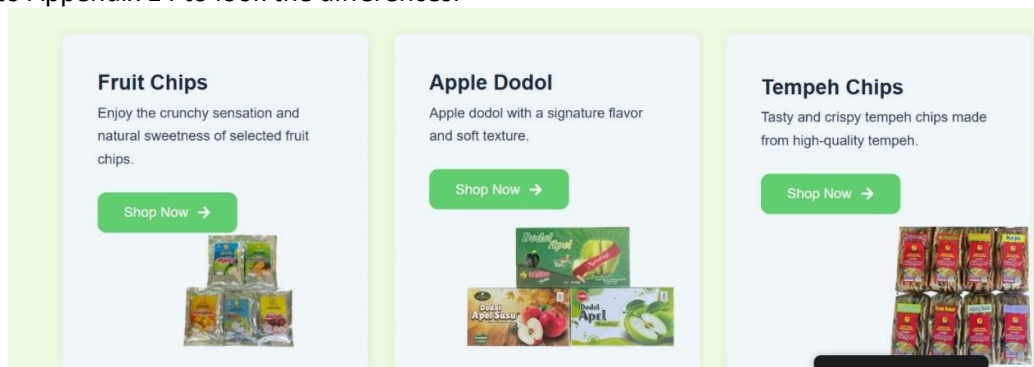 Fruit Chips
Enjoy the crunchy sensation and
natural sweetness of selected fruit
chips.
Shop Now →
Apple Dodol
Apple dodol with a signature flavor
and soft texture.
Shop Now →
Dodol
Apel
Dodol
Apel Susu
Dodol
Apel
Tempeh Chips
Tasty and crispy tempeh chips made
from high-quality tempeh.
Shop Now →
Keju